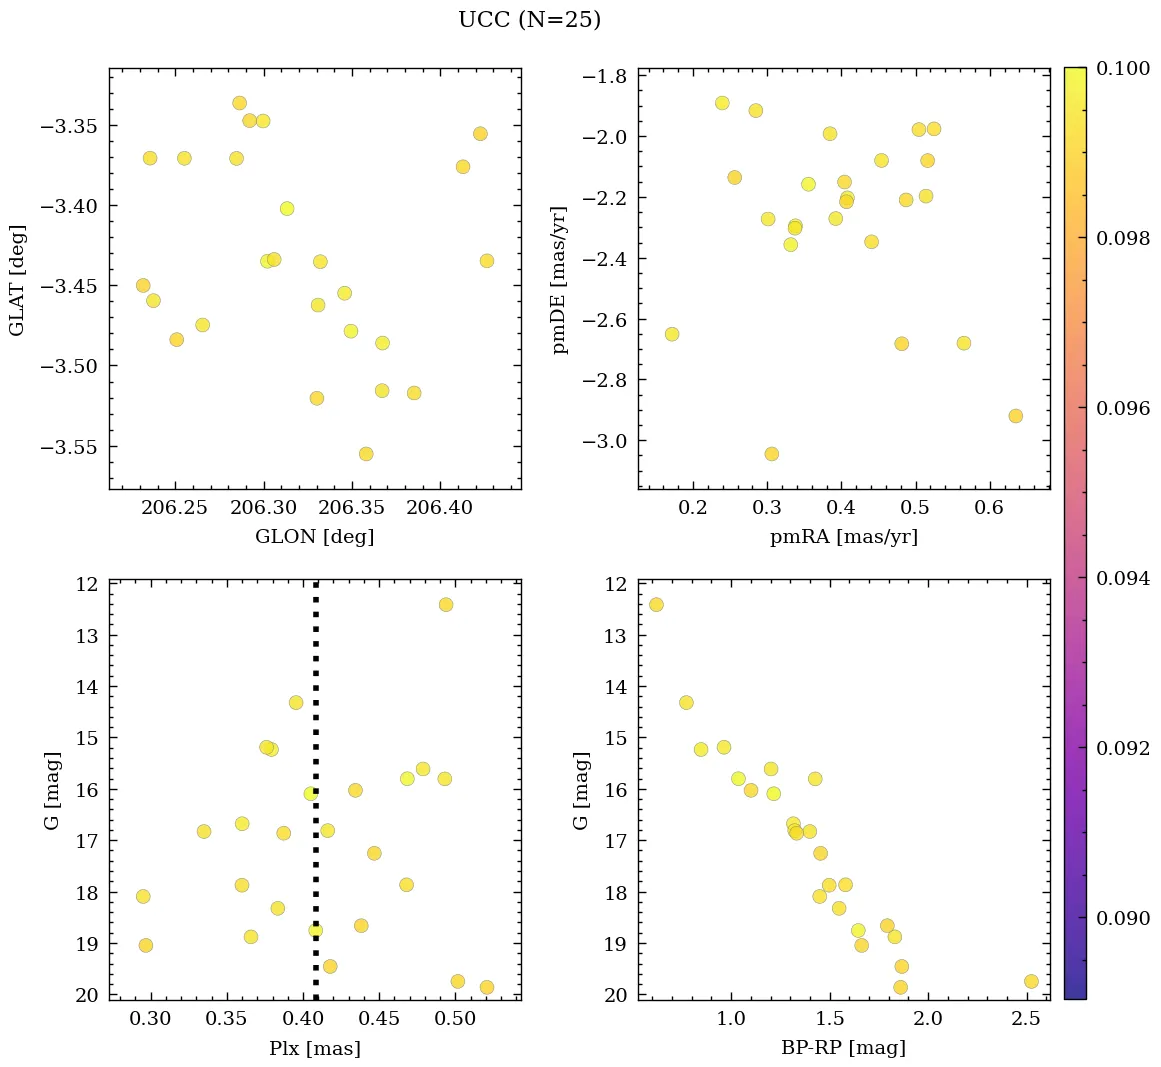 UCC (N=25)
−3.35
−3.40
−3.45
−3.50
−3.55
GLAT [deg]
206.25 206.30 206.35 206.40
GLON [deg]
−1.8
−2.0
−2.2
−2.4
−2.6
−2.8
−3.0
pmDE [mas/yr]
0.2 0.3 0.4 0.5 0.6
pmRA [mas/yr]
12
13
14
15
16
17
18
19
20
G [mag]
0.30 0.35 0.40 0.45 0.50
Plx [mas]
12
13
14
15
16
17
18
19
20
G [mag]
1.0 1.5 2.0 2.5
BP-RP [mag]
0.100
0.098
0.096
0.094
0.092
0.090